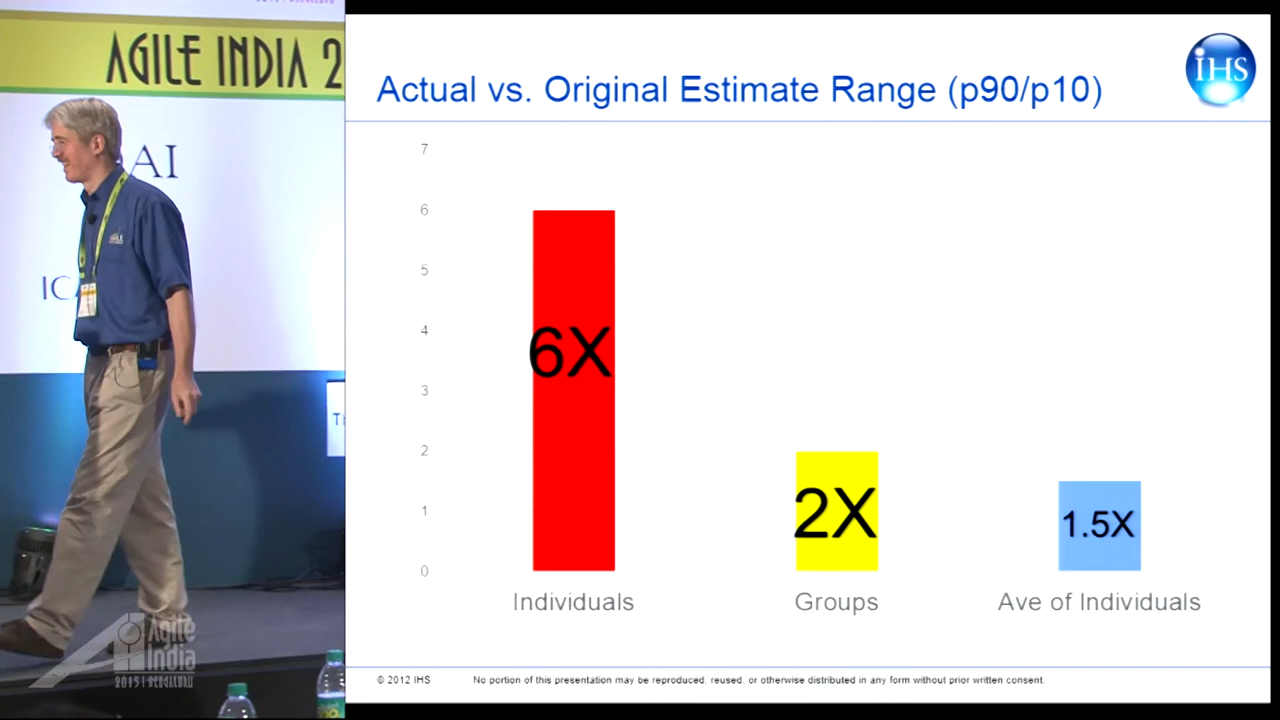 AGILE INDIA 2
AI
IC
Actual vs. Original Estimate Range (p90/p10)
IHS
7
6
5
4
3
2
1
0
6X
2X
1.5X
Individuals
Groups
Ave of Individuals
© 2012 IHS
No portion of this presentation may be reproduced, reused, or otherwise distributed in any form without prior written consent.
Agile
India
2015 | BENGALURU